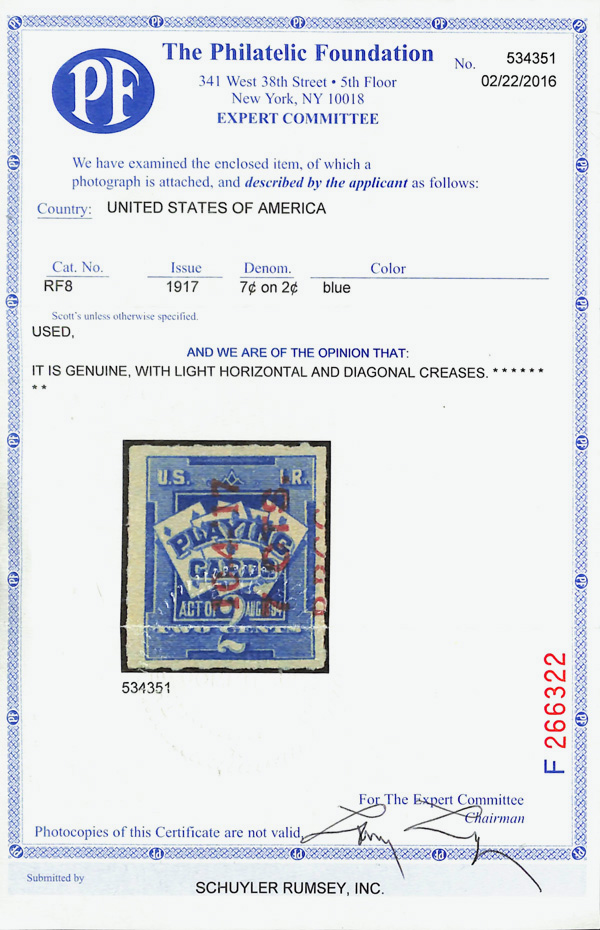 PF
The Philatelic Foundation
341 West 38th Street • 5th Floor
New York, NY 10018
EXPERT COMMITTEE
No. 534351
02/22/2016
We have examined the enclosed item, of which a
photograph is attached, and described by the applicant as follows:
Country: UNITED STATES OF AMERICA
Cat. No. Issue Denom. Color
RF8 1917 7¢ on 2¢ blue
Scott's unless otherwise specified.
USED,
AND WE ARE OF THE OPINION THAT:
IT IS GENUINE, WITH LIGHT HORIZONTAL AND DIAGONAL CREASES. * * * * * *
* *
U.S. I.R.
PLAYING
CARDS
ACT OF AUG.
2
TWO CENTS
2
534351
F 266322
For The Expert Committee
Chairman
Photocopies of this Certificate are not valid
Submitted by
SCHUYLER RUMSEY, INC.